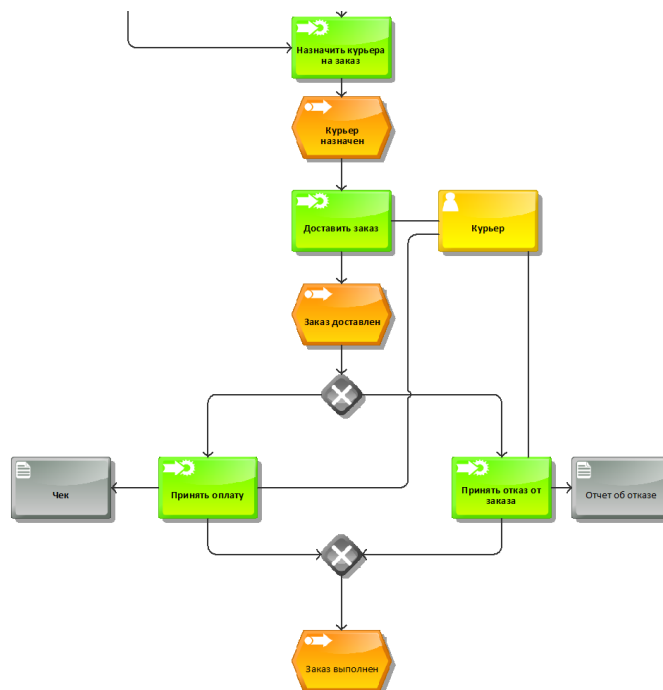 Назначить курьера
на заказ
Курьер
назначен
Доставить заказ
Курьер
Заказ доставлен
Чек
Принять оплату
Принять отказ от
заказа
Отчет об отказе
Заказ выполнен